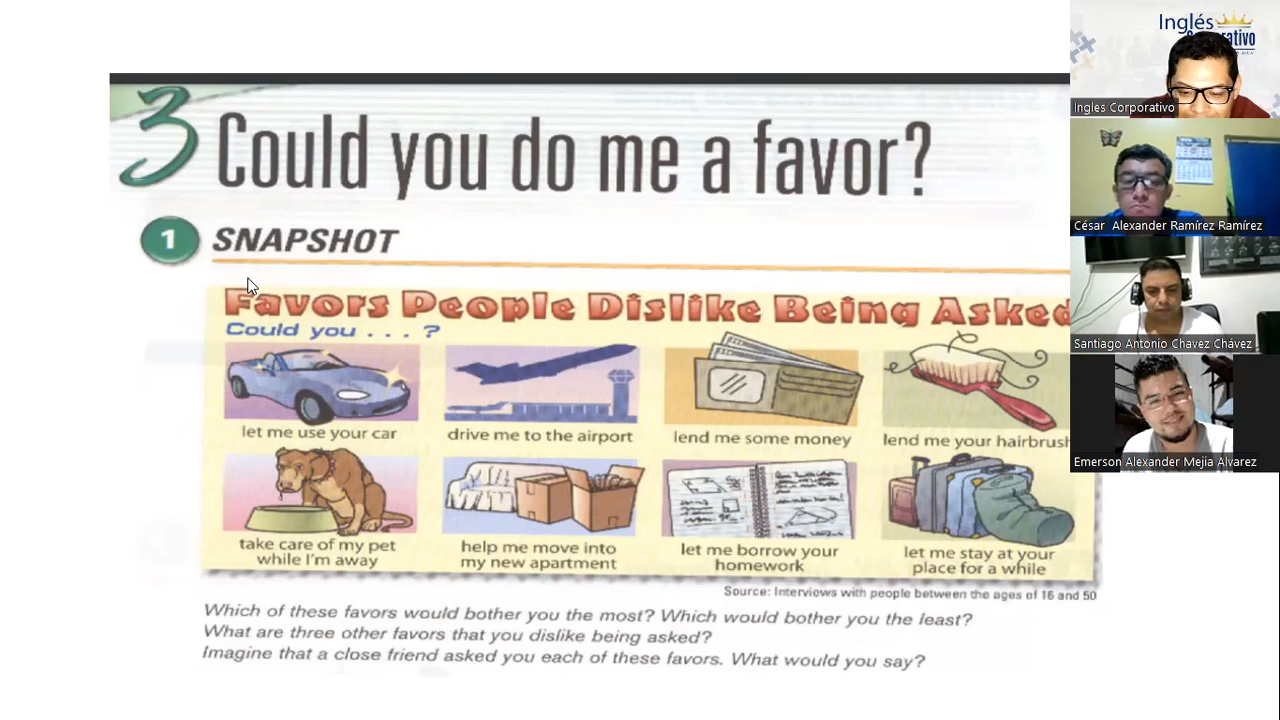 3 Could you do me a favor?
1 SNAPSHOT
Favors People Dislike Being Asked
Could you . . . ?
let me use your car
drive me to the airport
lend me some money
lend me your hairbrush
take care of my pet
while I'm away
help me move into
my new apartment
let me borrow your
homework
let me stay at your
place for a while
Source: Interviews with people between the ages of 16 and 50
Which of these favors would bother you the most? Which would bother you the least?
What are three other favors that you dislike being asked?
Imagine that a close friend asked you each of these favors. What would you say?
Inglés
Ingles Corporativo
César Alexander Ramírez Ramírez
Santiago Antonio Chavez Chávez
Emerson Alexander Mejia Alvarez